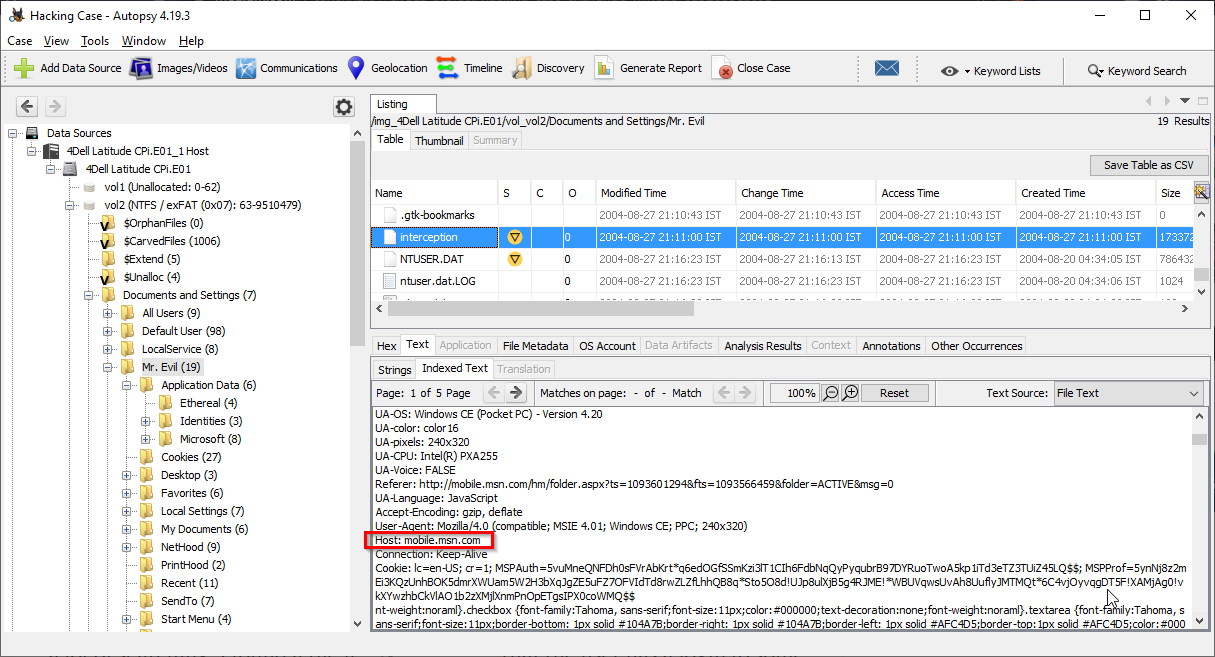 Hacking Case - Autopsy 4.19.3
Case View Tools Window Help
Add Data Source Images/Videos Communications Geolocation Timeline Discovery Generate Report Close Case Keyword Lists Keyword Search
Data Sources
4Dell Latitude CPi.E01_1 Host
4Dell Latitude CPi.E01
vol1 (Unallocated: 0-62)
vol2 (NTFS / exFAT (0x07): 63-9510479)
$OrphanFiles (0)
$CarvedFiles (1006)
$Extend (5)
$Unalloc (4)
Documents and Settings (7)
All Users (9)
Default User (98)
LocalService (8)
Mr. Evil (19)
Application Data (6)
Ethereal (4)
Identities (3)
Microsoft (8)
Cookies (27)
Desktop (3)
Favorites (6)
Local Settings (7)
My Documents (6)
NetHood (9)
PrintHood (2)
Recent (11)
SendTo (7)
Start Menu (4)
Listing
/img_4Dell Latitude CPi.E01/vol_vol2/Documents and Settings/Mr. Evil 19 Results
Table Thumbnail Summary
Save Table as CSV
Name S C O Modified Time Change Time Access Time Created Time Size
.gtk-bookmarks 2004-08-27 21:10:43 IST 2004-08-27 21:10:43 IST 2004-08-27 21:10:43 IST 2004-08-27 21:10:43 IST 0
interception 0 2004-08-27 21:11:00 IST 2004-08-27 21:11:00 IST 2004-08-27 21:11:00 IST 2004-08-27 21:11:00 IST 173372
NTUSER.DAT 0 2004-08-27 21:16:23 IST 2004-08-27 21:16:23 IST 2004-08-27 21:16:23 IST 2004-08-20 04:34:05 IST 786432
ntuser.dat.LOG 0 2004-08-27 21:16:23 IST 2004-08-27 21:16:23 IST 2004-08-27 21:16:13 IST 2004-08-20 04:34:06 IST 1024
Hex Text Application File Metadata OS Account Data Artifacts Analysis Results Context Annotations Other Occurrences
Strings Indexed Text Translation
Page: 1 of 5 Page Matches on page: - of - Match 100% Reset Text Source: File Text
UA-OS: Windows CE (Pocket PC) - Version 4.20
UA-color: color16
UA-pixels: 240x320
UA-CPU: Intel(R) PXA255
UA-Voice: FALSE
Referer: http://mobile.msn.com/hm/folder.aspx?ts=1093601294&fts=1093566459&folder=ACTIVE&msg=0
UA-Language: JavaScript
Accept-Encoding: gzip, deflate
User-Agent: Mozilla/4.0 (compatible; MSIE 4.01; Windows CE; PPC; 240x320)
Host: mobile.msn.com
Connection: Keep-Alive
Cookie: lc=en-US; cr=1; MSPAuth=5vuMneQNFDh0sFVrAbKrt*q6edOGfSSmKzi3lT1CIh6FdbNqQyPyqubrB97DYRuoTwoA5kp1iTd3eTZ3TUiZ45LQ$$; MSPProf=5ynNj8z2m
Ei3KQzUnhBOK5dmrXWUam5W2H3bXqJgZE5uFZ7OFVIdTd8rwZLZfLhhQB8q*Sto5O8d!UJp8ulXjB5g4RJME!*WBUVqwsUvAh8UuflyJMTMQt*6C4vjOyvqgDT5F!XAMjAg0!v
kXYwzhbCkVlAO1b2zXMjlXnmPnOpETgsIPX0coWMQ$$
nt-weight:noraml}.checkbox {font-family:Tahoma, sans-serif;font-size:11px;color:#000000;text-decoration:none;font-weight:noraml}.textarea {font-family:Tahoma, s
ans-serif;font-size:11px;border-bottom: 1px solid #104A7B;border-right: 1px solid #104A7B;border-left: 1px solid #AFC4D5;border-top:1px solid #AFC4D5;color:#000